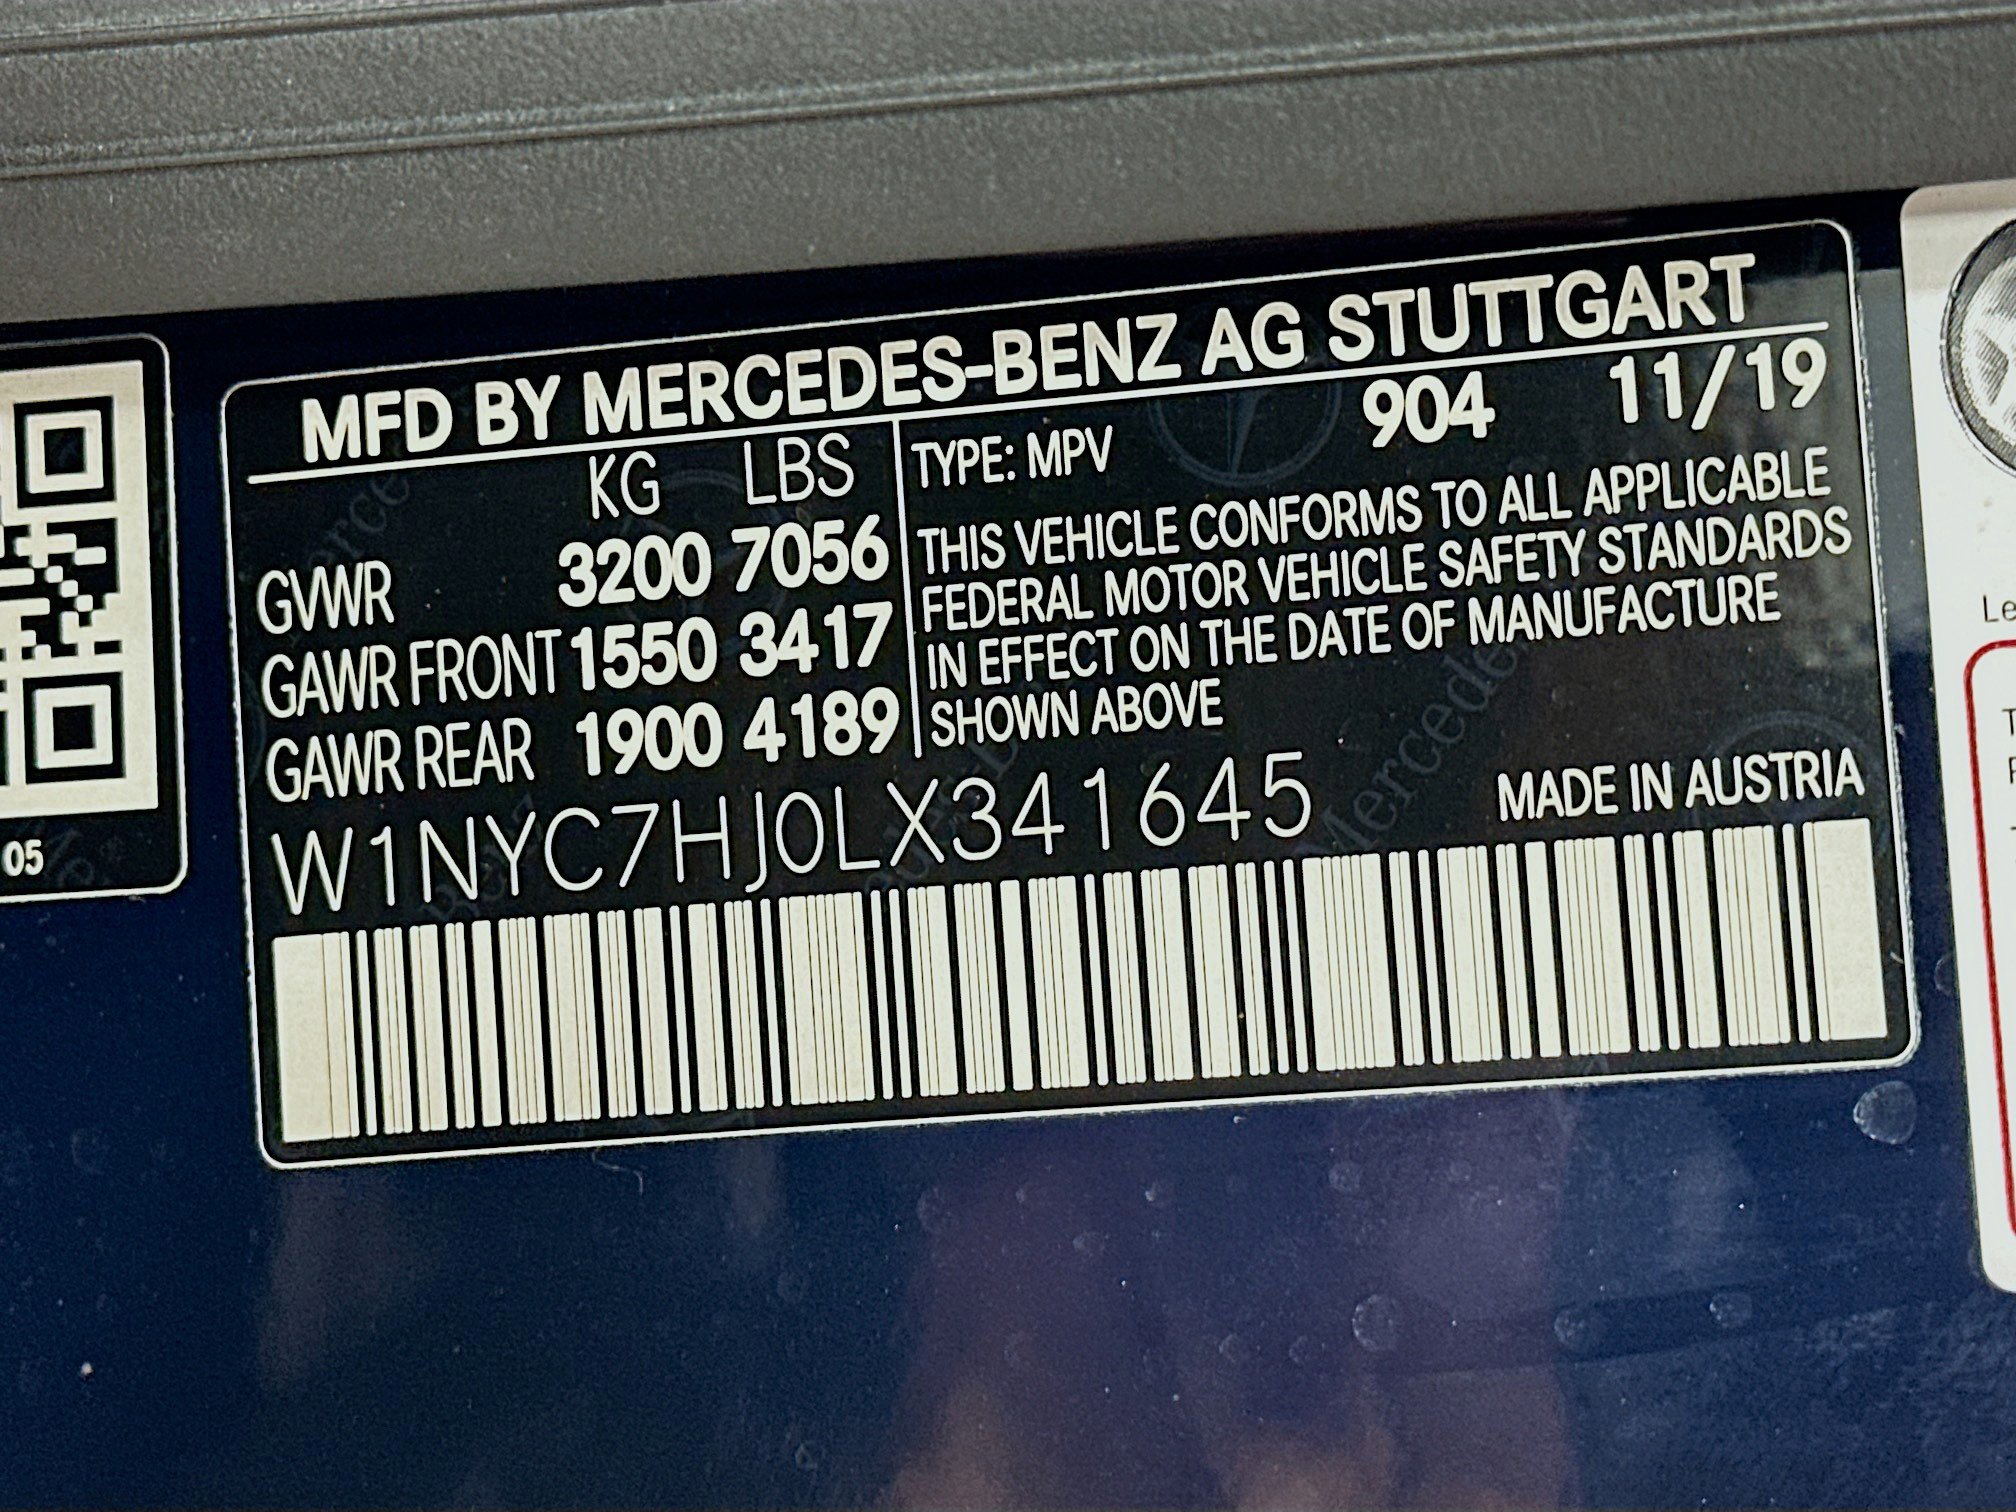 MFD BY MERCEDES-BENZ AG STUTTGART
KG LBS
GVWR 3200 7056
GAWR FRONT 1550 3417
GAWR REAR 1900 4189
TYPE: MPV 904 11/19
THIS VEHICLE CONFORMS TO ALL APPLICABLE
FEDERAL MOTOR VEHICLE SAFETY STANDARDS
IN EFFECT ON THE DATE OF MANUFACTURE
SHOWN ABOVE
W1NYC7HJ0LX341645
MADE IN AUSTRIA
05
Le